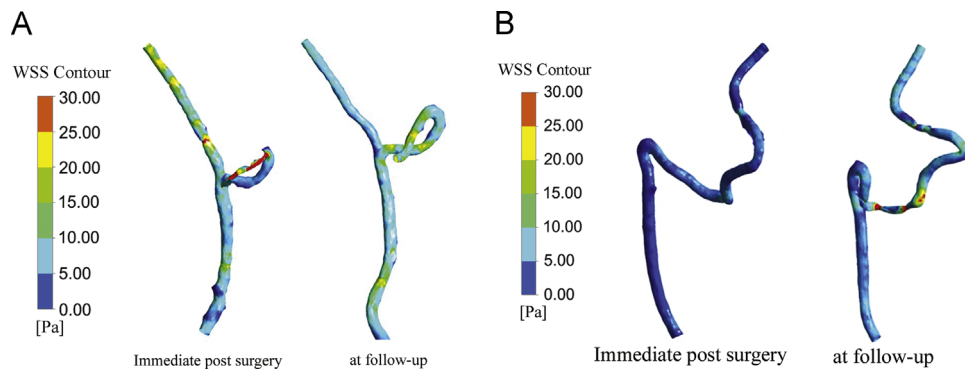 A
WSS Contour
30.00
25.00
20.00
15.00
10.00
5.00
0.00
[Pa]
Immediate post surgery
at follow-up
B
WSS Contour
30.00
25.00
20.00
15.00
10.00
5.00
0.00
[Pa]
Immediate post surgery
at follow-up